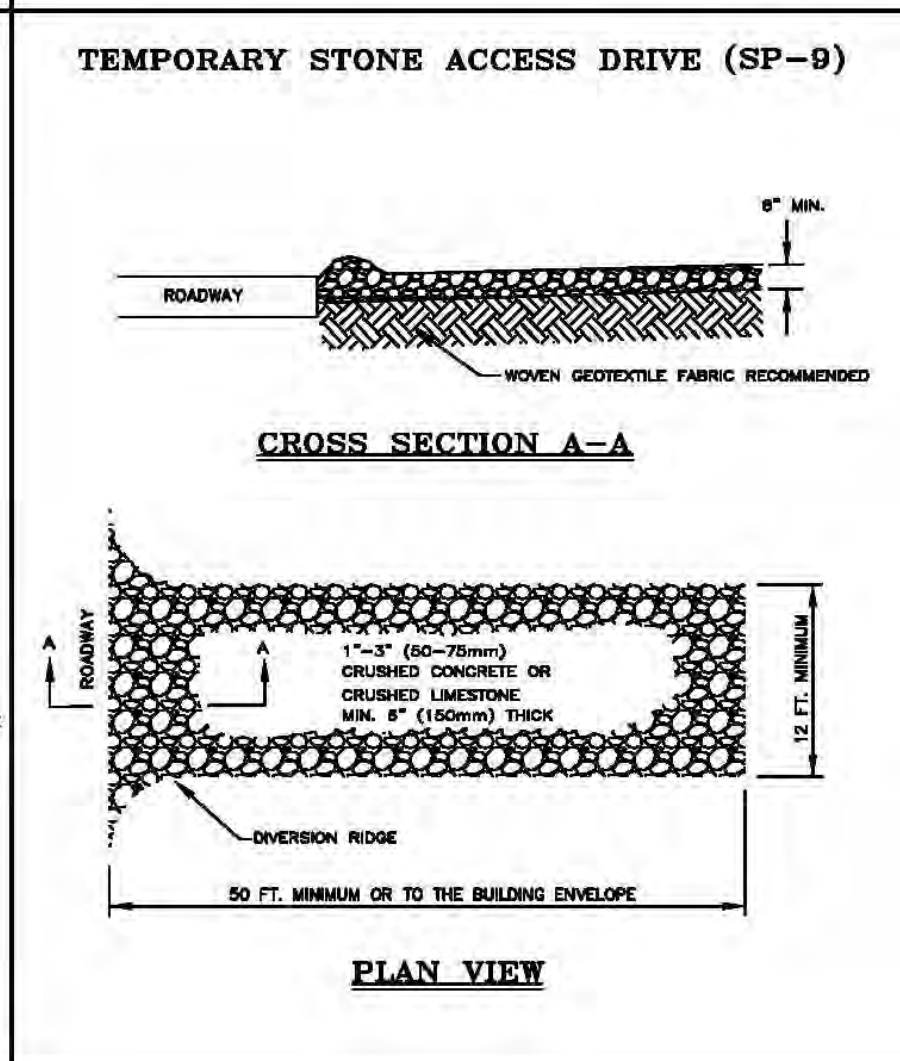 TEMPORARY STONE ACCESS DRIVE (SP-9)
6" MIN.
ROADWAY
WOVEN GEOTEXTILE FABRIC RECOMMENDED
CROSS SECTION A-A
A
ROADWAY
A
1"-3" (50-75mm)
CRUSHED CONCRETE OR
CRUSHED LIMESTONE
MIN. 6" (150mm) THICK
12 FT. MINIMUM
DIVERSION RIDGE
50 FT. MINIMUM OR TO THE BUILDING ENVELOPE
PLAN VIEW